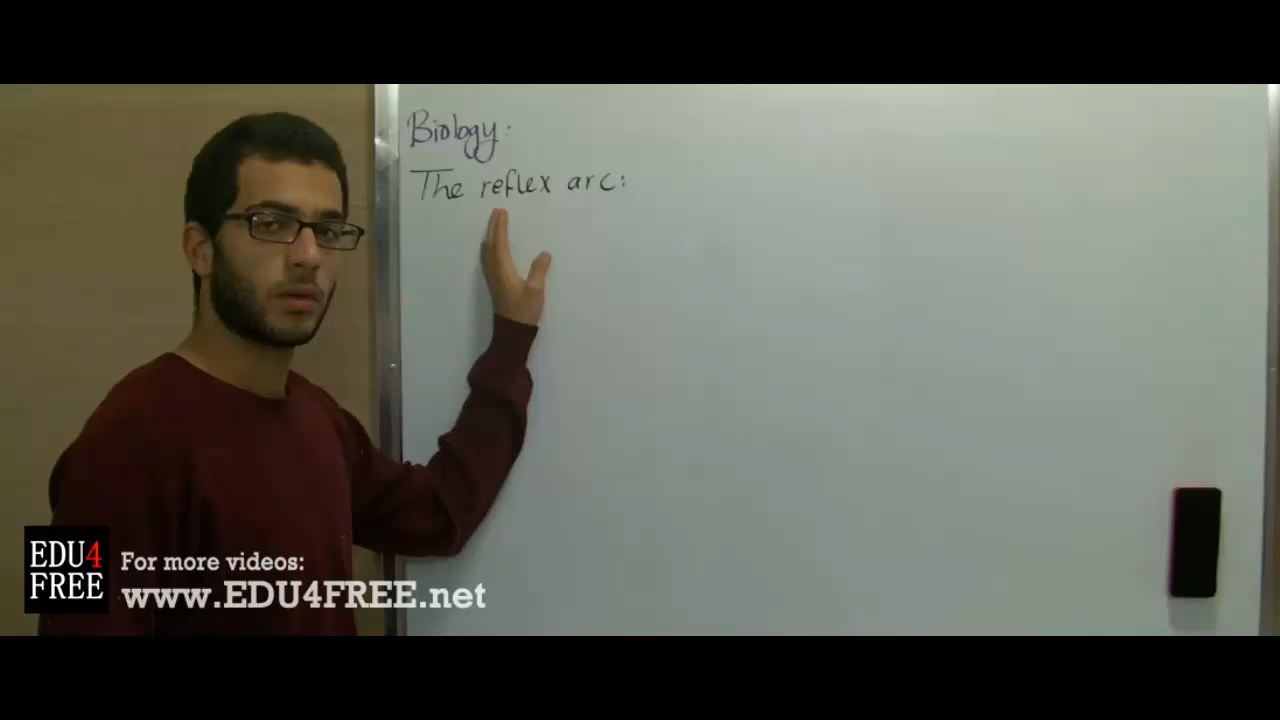 Biology:
The reflex arc:
EDU4
FREE
For more videos:
www.EDU4FREE.net